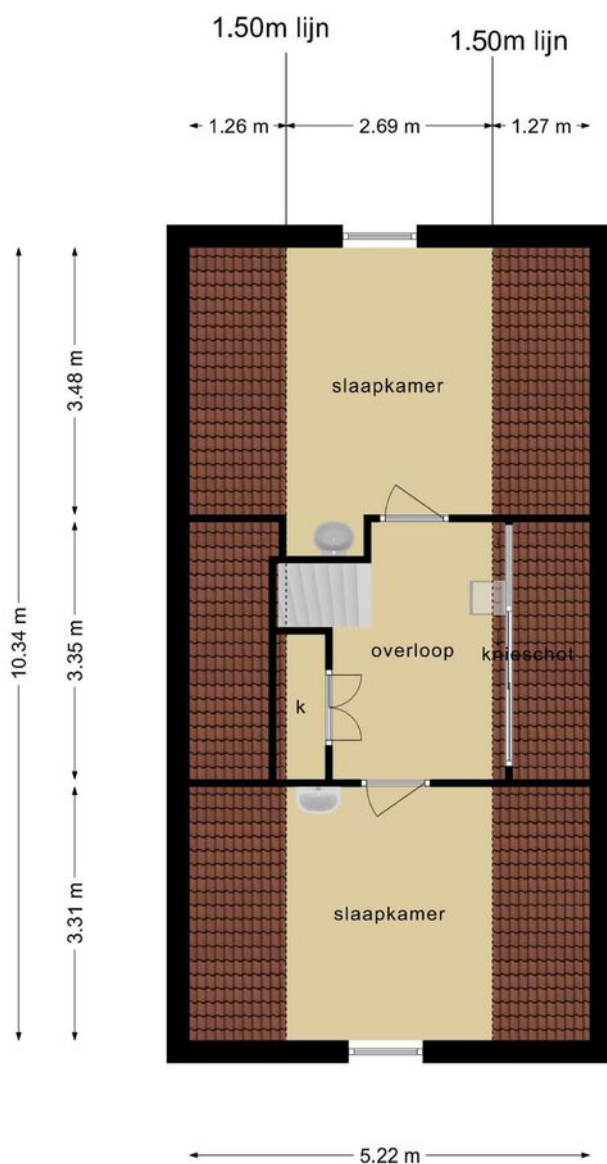 1.50m lijn
1.50m lijn
1.26 m
2.69 m
1.27 m
3.48 m
slaapkamer
10.34 m
3.35 m
overloop
knieschot
k
3.31 m
slaapkamer
5.22 m